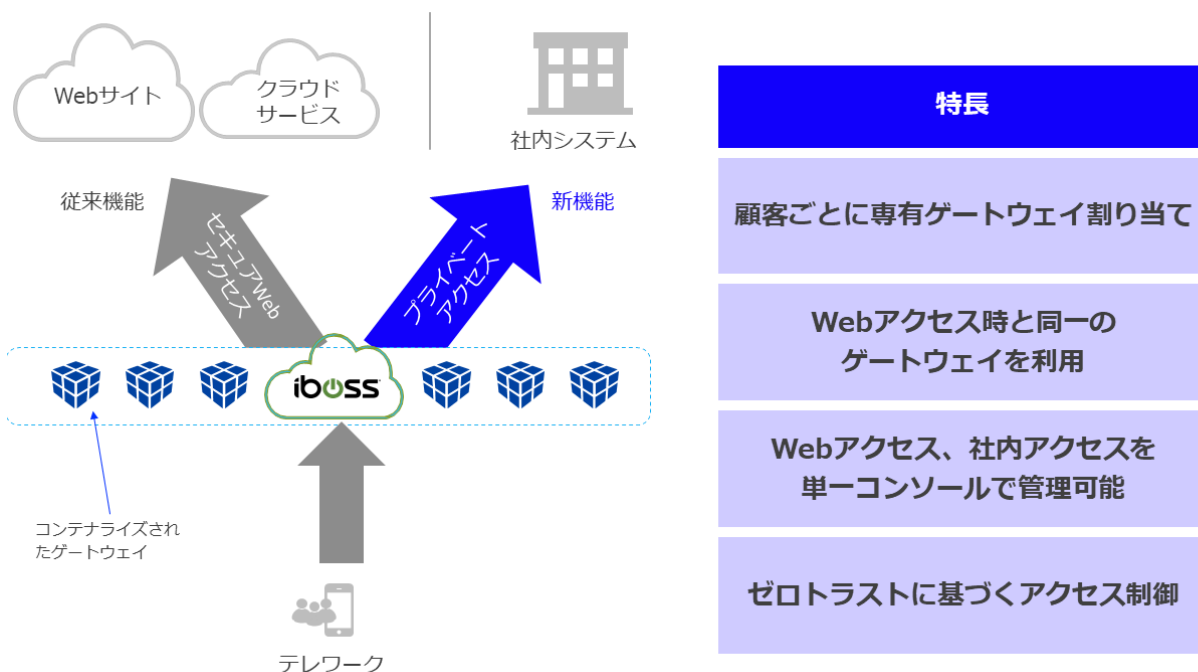 Webサイト
クラウド
サービス
社内システム
従来機能
新機能
セキュアWeb
アクセス
プライベート
アクセス
iboss
コンテナライズされ
たゲートウェイ
テレワーク
特長
顧客ごとに専有ゲートウェイ割り当て
Webアクセス時と同一の
ゲートウェイを利用
Webアクセス、社内アクセスを
単一コンソールで管理可能
ゼロトラストに基づくアクセス制御